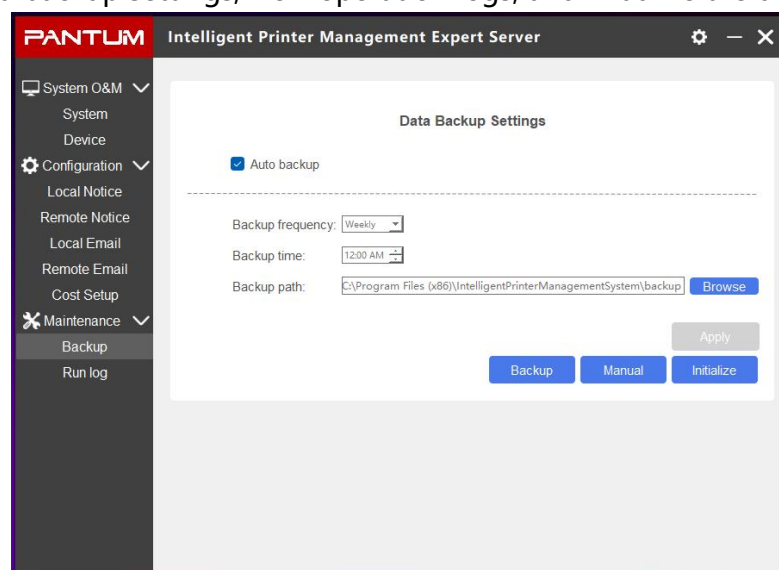 PANTUM Intelligent Printer Management Expert Server
System O&M
System
Device
Configuration
Local Notice
Remote Notice
Local Email
Remote Email
Cost Setup
Maintenance
Backup
Run log
Data Backup Settings
Auto backup
Backup frequency: Weekly
Backup time: 12:00 AM
Backup path: C:\Program Files (x86)\IntelligentPrinterManagementSystem\backup Browse
Apply
Backup Manual Initialize